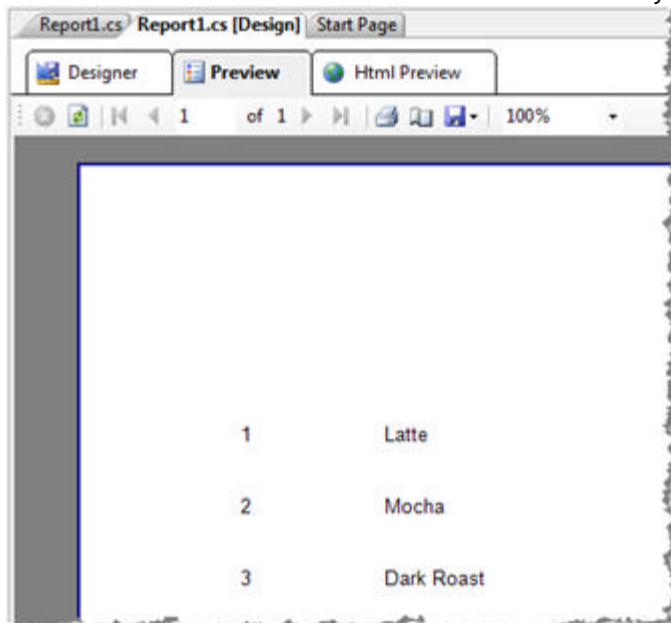 Report1.cs Report1.cs [Design] Start Page
Designer Preview Html Preview
1 of 1 100%
1 Latte
2 Mocha
3 Dark Roast